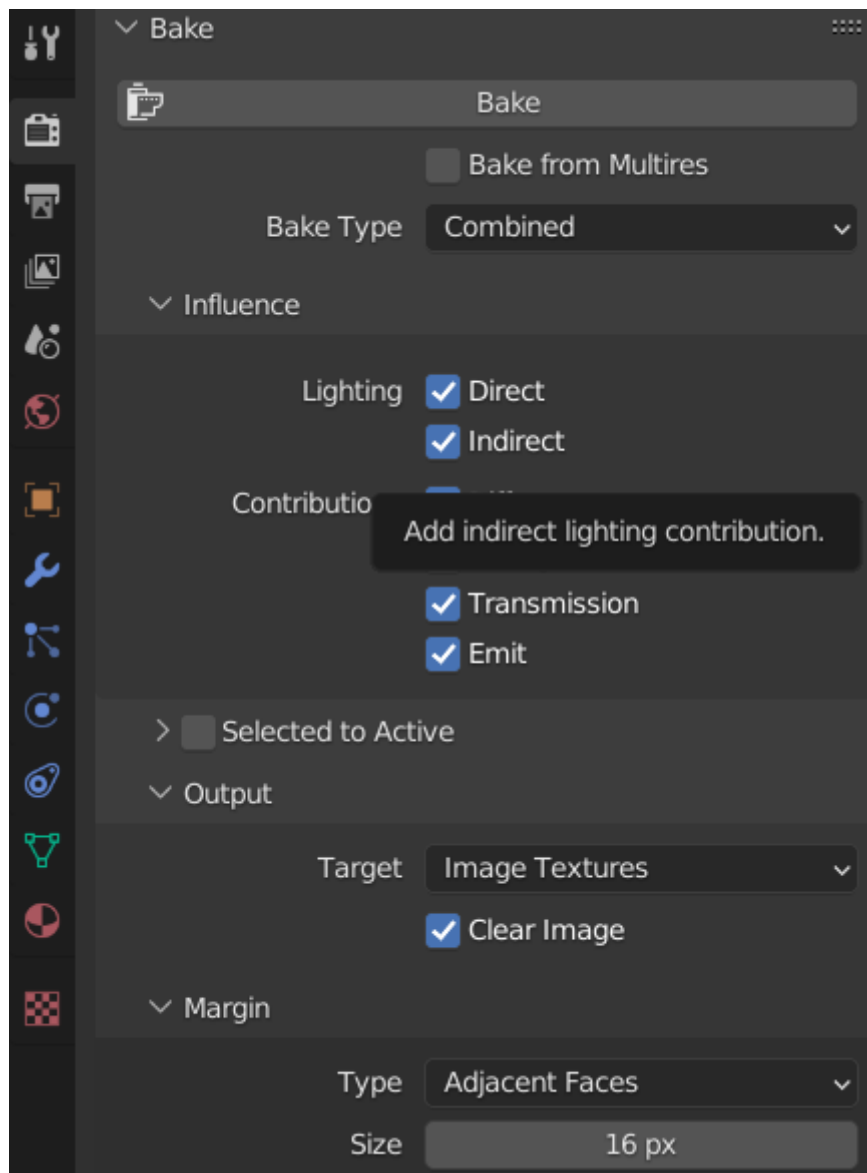 Bake
Bake
Bake from Multires
Bake Type Combined
Influence
Lighting Direct
Indirect
Contributio
Add indirect lighting contribution.
Transmission
Emit
Selected to Active
Output
Target Image Textures
Clear Image
Margin
Type Adjacent Faces
Size 16 px